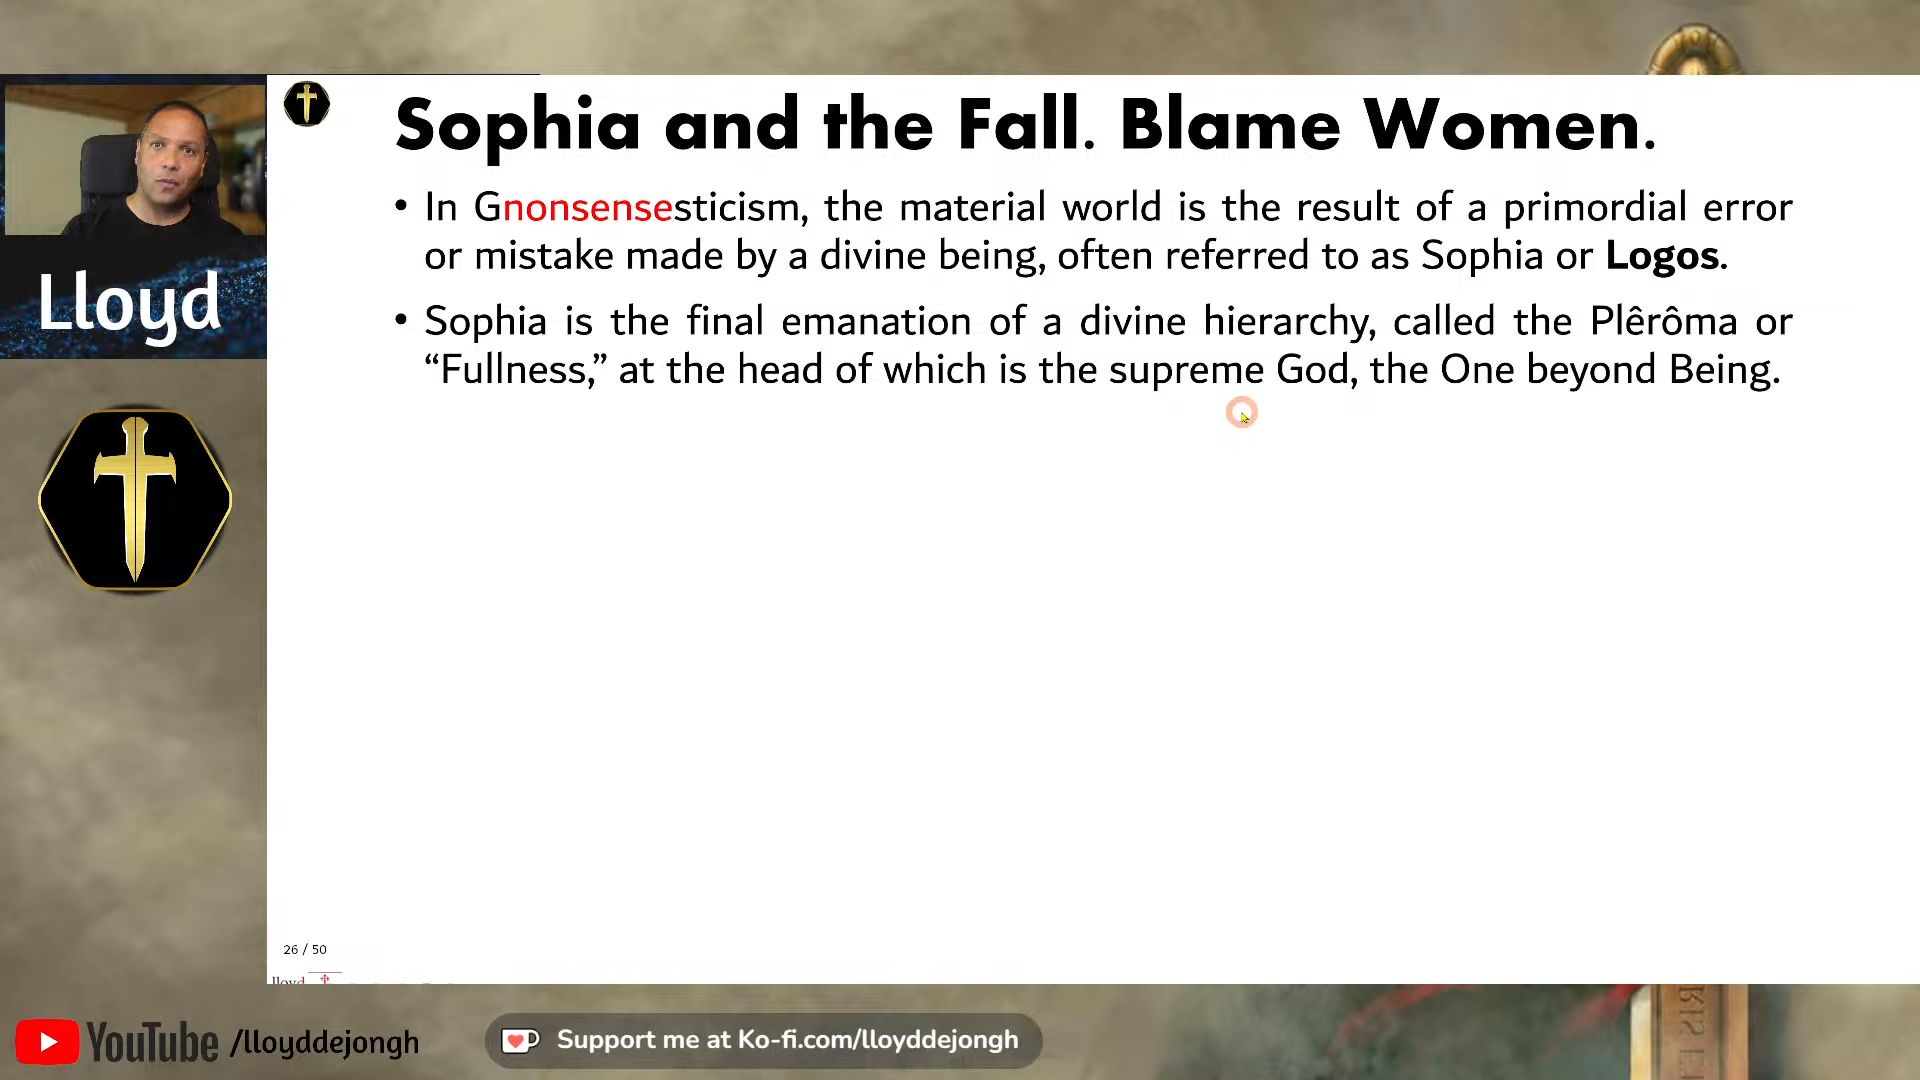 Sophia and the Fall. Blame Women.
• In Gnonsensesticism, the material world is the result of a primordial error
or mistake made by a divine being, often referred to as Sophia or Logos.
• Sophia is the final emanation of a divine hierarchy, called the Plêrôma or
“Fullness,” at the head of which is the supreme God, the One beyond Being.
Lloyd
26 / 50
lloyd
YouTube /lloyddejongh
Support me at Ko-fi.com/lloyddejongh